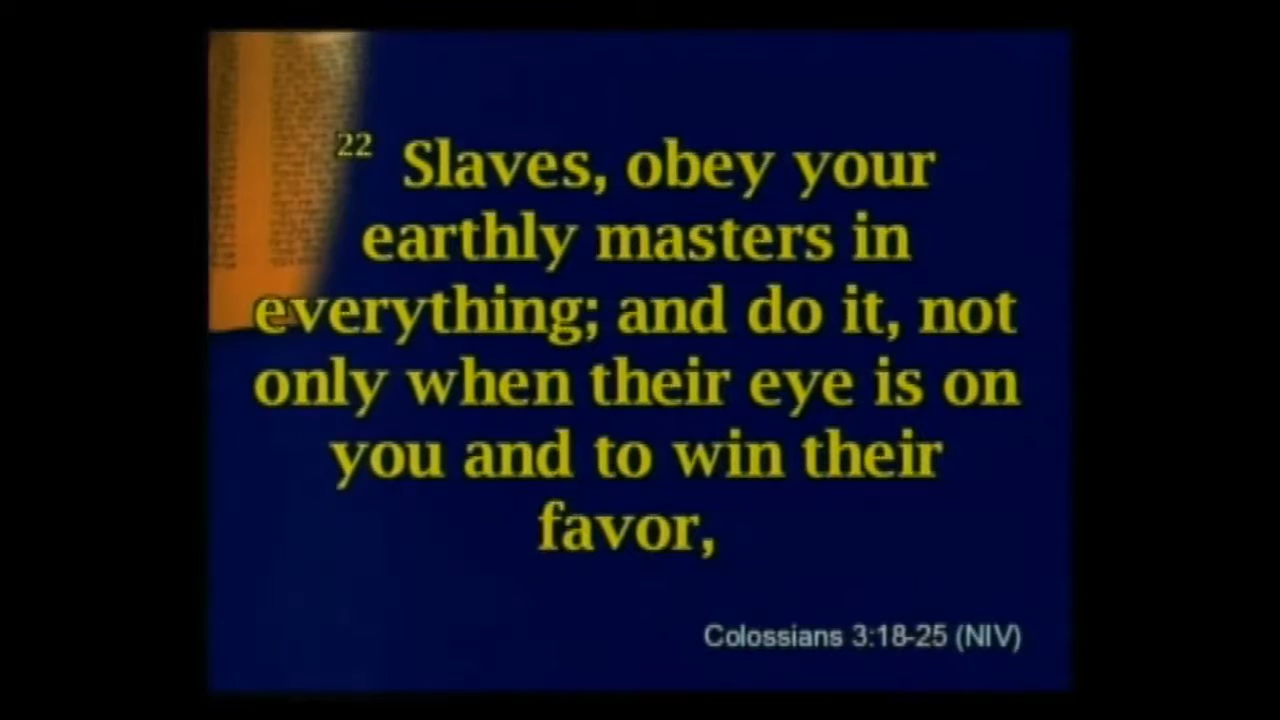 22 Slaves, obey your
earthly masters in
everything; and do it, not
only when their eye is on
you and to win their
favor,
Colossians 3:18-25 (NIV)